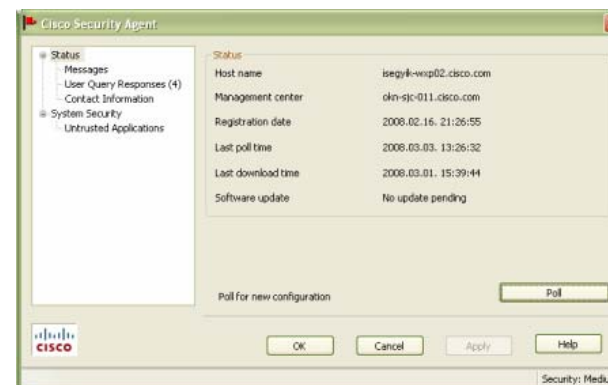 Cisco Security Agent
Status
Messages
User Query Responses (4)
Contact Information
System Security
Untrusted Applications
Status
Host name isegyik-wxp02.cisco.com
Management center okn-sjc-011.cisco.com
Registration date 2008.02.16. 21:26:55
Last poll time 2008.03.03. 13:26:32
Last download time 2008.03.01. 15:39:44
Software update No update pending
Poll for new configuration Poll
CISCO
OK Cancel Apply Help
Security: